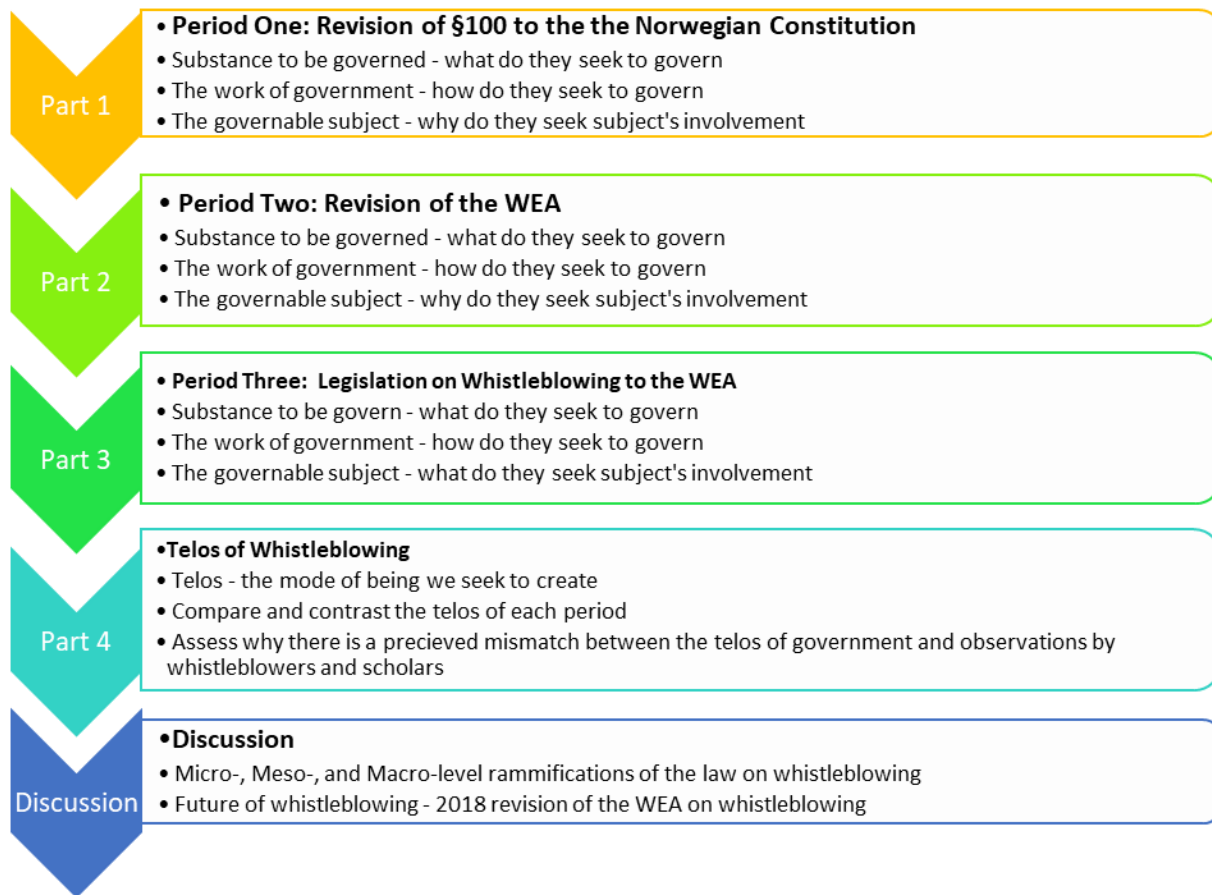 Part 1
• Period One: Revision of §100 to the the Norwegian Constitution
• Substance to be governed - what do they seek to govern
• The work of government - how do they seek to govern
• The governable subject - why do they seek subject's involvement
Part 2
• Period Two: Revision of the WEA
• Substance to be governed - what do they seek to govern
• The work of government - how do they seek to govern
• The governable subject - why do they seek subject's involvement
Part 3
• Period Three: Legislation on Whistleblowing to the WEA
• Substance to be govern - what do they seek to govern
• The work of government - how do they seek to govern
• The governable subject - what do they seek subject's involvement
Part 4
•Telos of Whistleblowing
• Telos - the mode of being we seek to create
• Compare and contrast the telos of each period
• Assess why there is a precieved mismatch between the telos of government and observations by
whistleblowers and scholars
Discussion
•Discussion
• Micro-, Meso-, and Macro-level rammifications of the law on whistleblowing
• Future of whistleblowing - 2018 revision of the WEA on whistleblowing